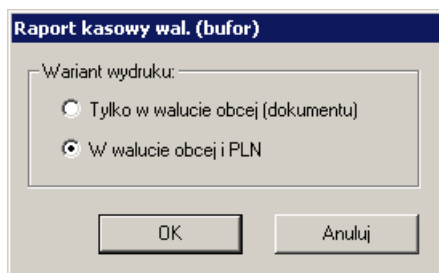 Raport kasowy wal. (bufor)
Wariant wydruku:
Tylko w walucie obcej (dokumentu)
W walucie obcej i PLN
OK
Anuluj